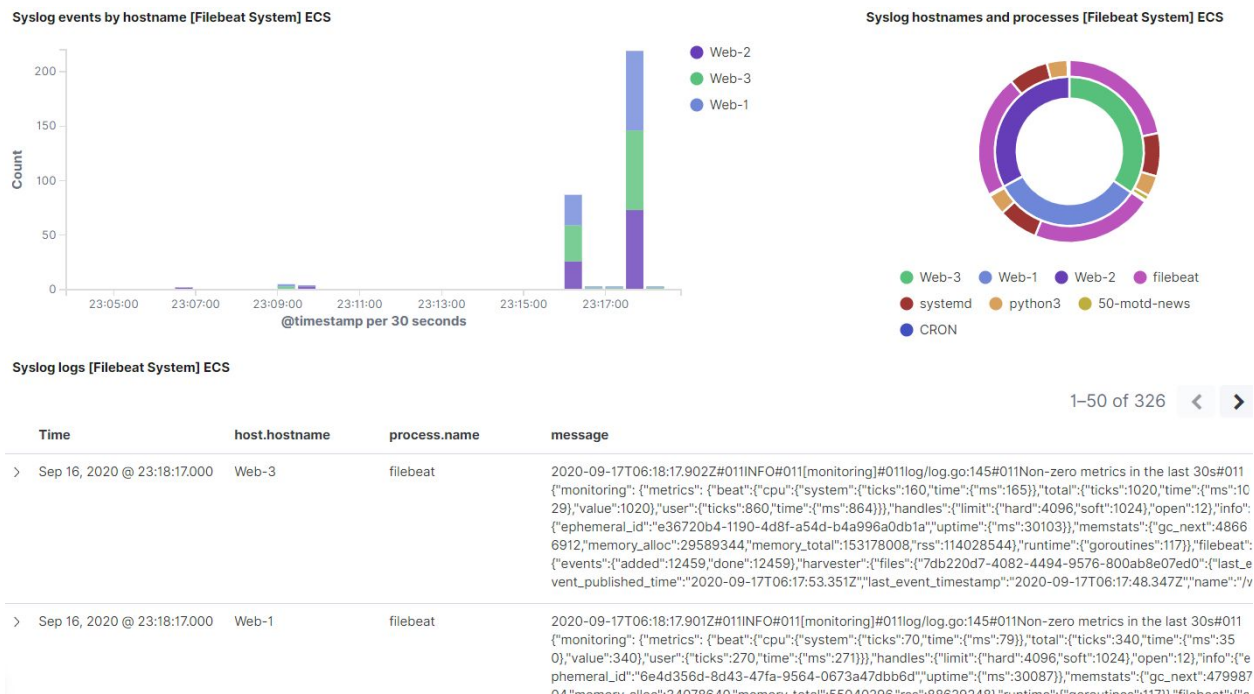 Syslog events by hostname [Filebeat System] ECS
Web-2
Web-3
Web-1
Count
200
150
100
50
0
23:05:00 23:07:00 23:09:00 23:11:00 23:13:00 23:15:00 23:17:00
@timestamp per 30 seconds
Syslog hostnames and processes [Filebeat System] ECS
Web-3 Web-1 Web-2 filebeat
systemd python3 50-motd-news
CRON
Syslog logs [Filebeat System] ECS
1–50 of 326
Time host.hostname process.name message
Sep 16, 2020 @ 23:18:17.000 Web-3 filebeat 2020-09-17T06:18:17.902Z#011INFO#011[monitoring]#011log/log.go:145#011Non-zero metrics in the last 30s#011
{"monitoring": {"metrics": {"beat":{"cpu":{"system":{"ticks":160,"time":{"ms":165}},"total":{"ticks":1020,"time":{"ms":10
29},"value":1020},"user":{"ticks":860,"time":{"ms":864}}},"handles":{"limit":{"hard":4096,"soft":1024},"open":12},"info":
{"ephemeral_id":"e36720b4-1190-4d8f-a54d-b4a996a0db1a","uptime":{"ms":30103}},"memstats":{"gc_next":4866
6912,"memory_alloc":29589344,"memory_total":153178008,"rss":114028544},"runtime":{"goroutines":117}},"filebeat":
{"events":{"added":12459,"done":12459},"harvester":{"files":{"7db220d7-4082-4494-9576-800ab8e07ed0":{"last_e
vent_published_time":"2020-09-17T06:17:53.351Z","last_event_timestamp":"2020-09-17T06:17:48.347Z","name":"/v
Sep 16, 2020 @ 23:18:17.000 Web-1 filebeat 2020-09-17T06:18:17.901Z#011INFO#011[monitoring]#011log/log.go:145#011Non-zero metrics in the last 30s#011
{"monitoring": {"metrics": {"beat":{"cpu":{"system":{"ticks":70,"time":{"ms":79}},"total":{"ticks":340,"time":{"ms":35
0},"value":340},"user":{"ticks":270,"time":{"ms":271}}},"handles":{"limit":{"hard":4096,"soft":1024},"open":12},"info":{"e
phemeral_id":"6e4d356d-8d43-47fa-9564-0673a47dbb6d","uptime":{"ms":30087}},"memstats":{"gc_next":479987